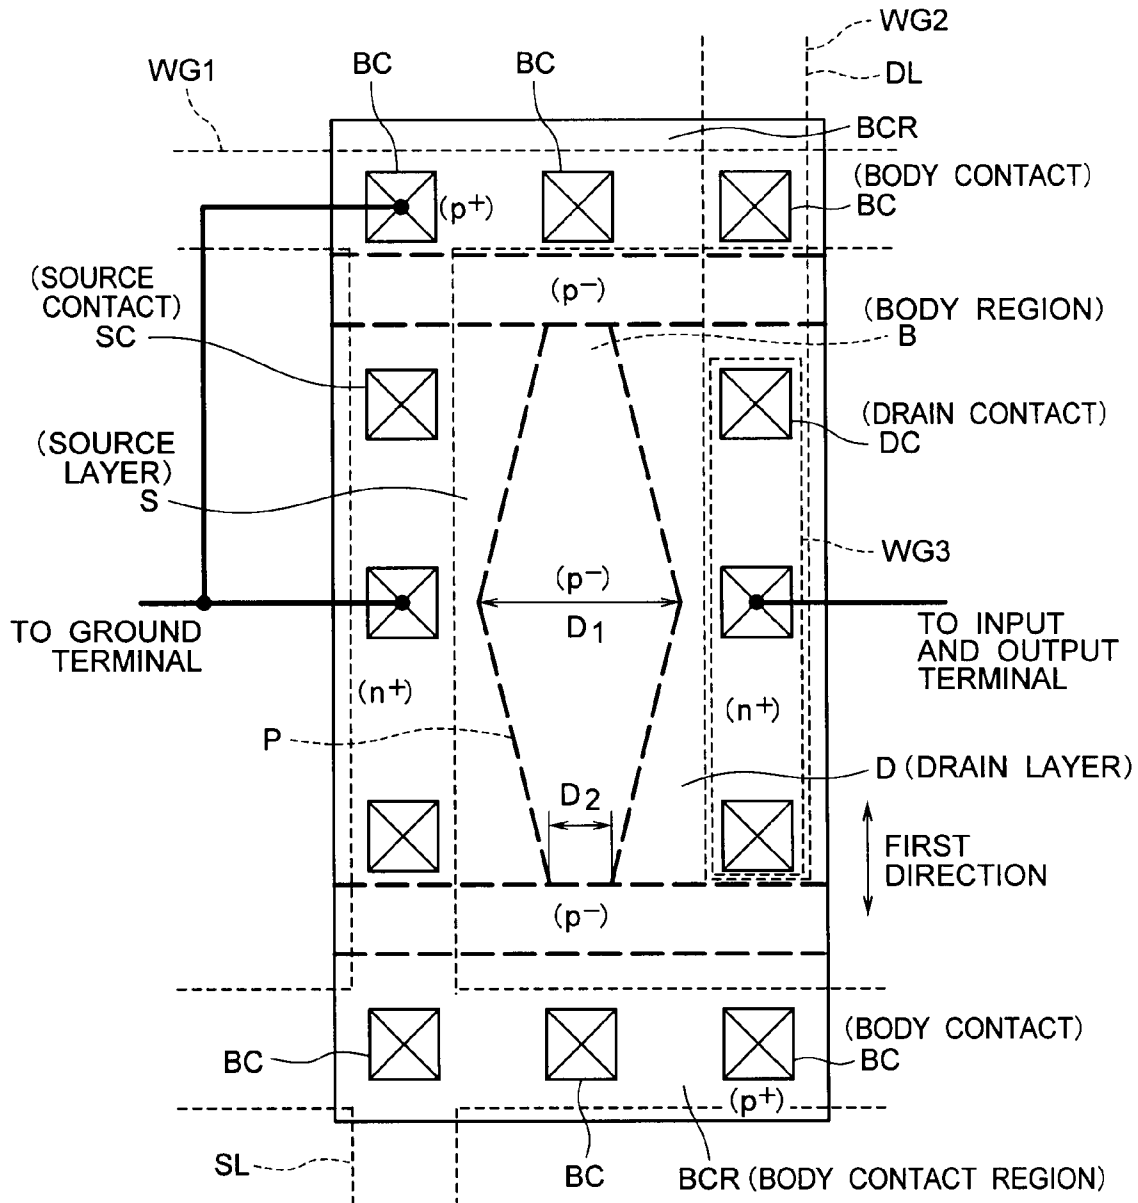 WG2
BC
BC
WG1
DL
BCR
(BODY CONTACT)
BC
(p+)
(SOURCE
CONTACT)
SC
(p−)
(BODY REGION)
B
(DRAIN CONTACT)
DC
(SOURCE
LAYER)
S
WG3
(p−)
D1
TO GROUND
TERMINAL
TO INPUT
AND OUTPUT
TERMINAL
(n+)
(n+)
P
D (DRAIN LAYER)
D2
FIRST
DIRECTION
(p−)
(BODY CONTACT)
BC
BC
(p+)
SL
BC
BCR (BODY CONTACT REGION)